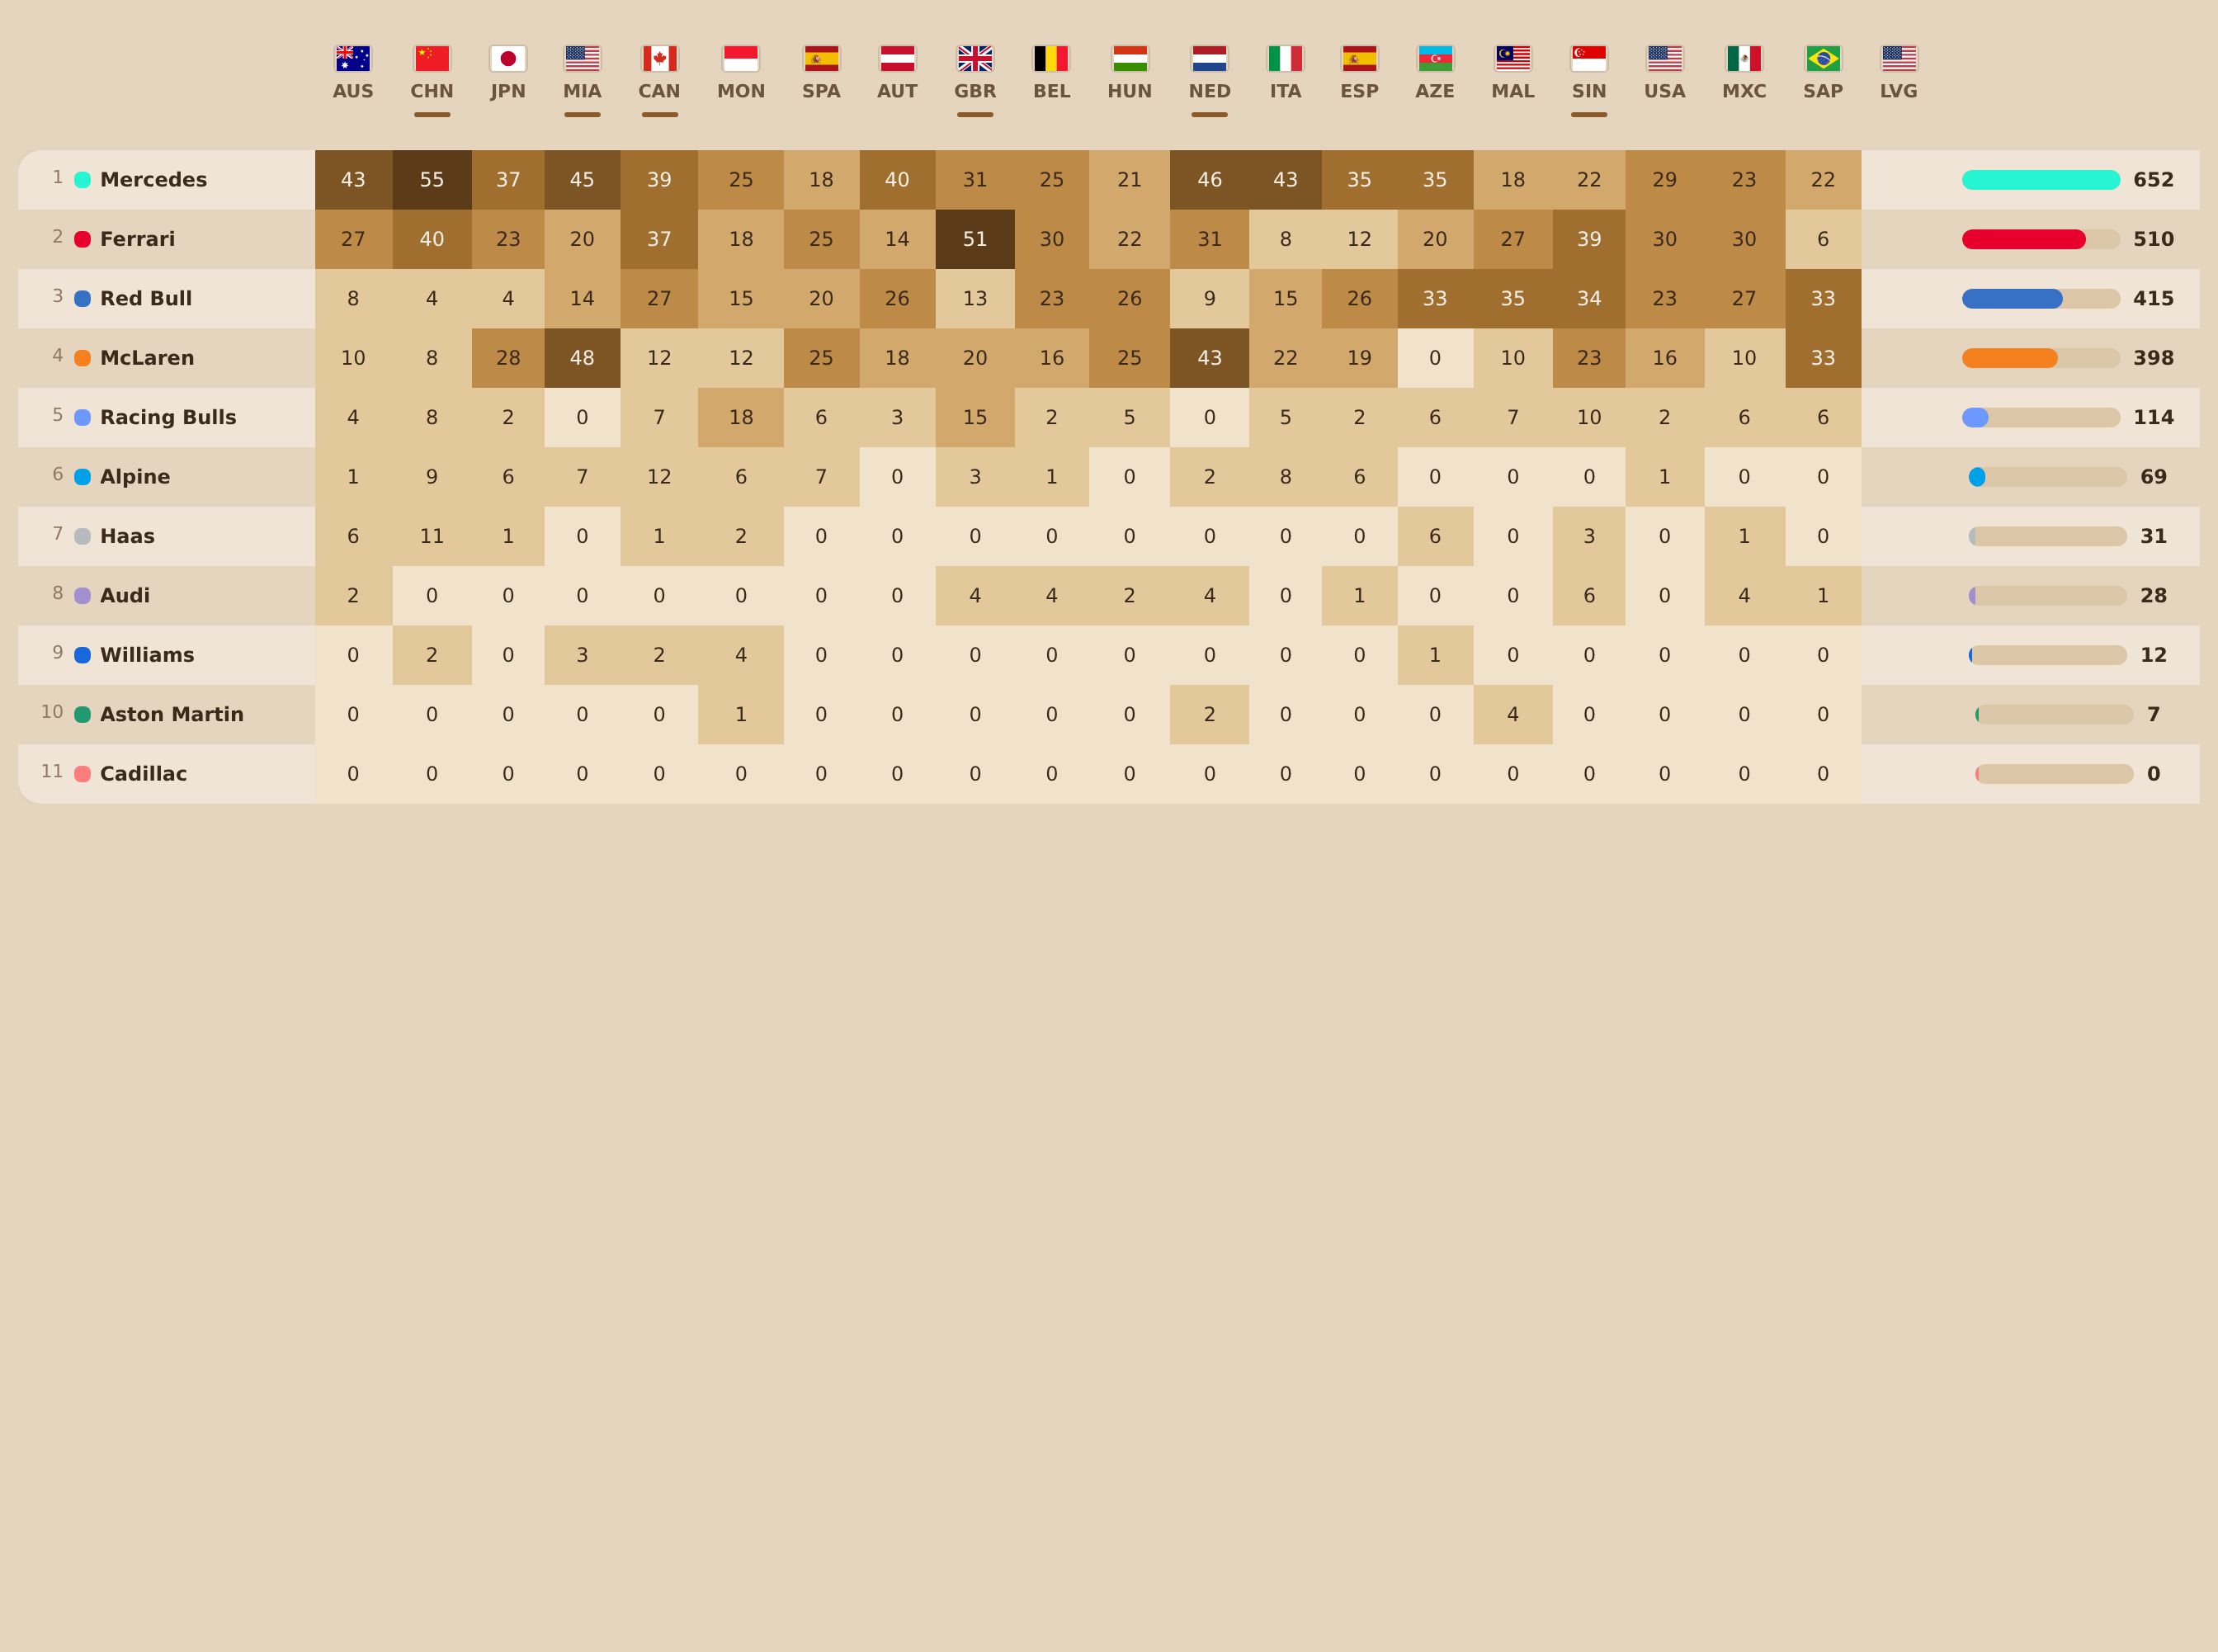 AUS CHN JPN MIA CAN MON SPA AUT GBR BEL HUN NED ITA ESP AZE MAL SIN USA MXC SAP LVG
1 Mercedes 43 55 37 45 39 25 18 40 31 25 21 46 43 35 35 18 22 29 23 22 652
2 Ferrari 27 40 23 20 37 18 25 14 51 30 22 31 8 12 20 27 39 30 30 6 510
3 Red Bull 8 4 4 14 27 15 20 26 13 23 26 9 15 26 33 35 34 23 27 33 415
4 McLaren 10 8 28 48 12 12 25 18 20 16 25 43 22 19 0 10 23 16 10 33 398
5 Racing Bulls 4 8 2 0 7 18 6 3 15 2 5 0 5 2 6 7 10 2 6 6 114
6 Alpine 1 9 6 7 12 6 7 0 3 1 0 2 8 6 0 0 0 1 0 0 69
7 Haas 6 11 1 0 1 2 0 0 0 0 0 0 0 0 6 0 3 0 1 0 31
8 Audi 2 0 0 0 0 0 0 0 4 4 2 4 0 1 0 0 6 0 4 1 28
9 Williams 0 2 0 3 2 4 0 0 0 0 0 0 0 0 1 0 0 0 0 0 12
10 Aston Martin 0 0 0 0 0 1 0 0 0 0 0 2 0 0 0 4 0 0 0 0 7
11 Cadillac 0 0 0 0 0 0 0 0 0 0 0 0 0 0 0 0 0 0 0 0 0